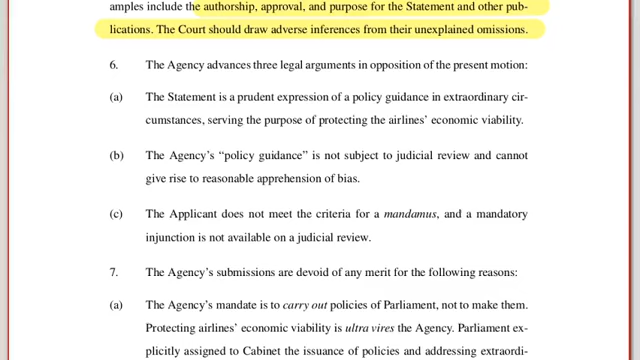 amples include the authorship, approval, and purpose for the Statement and other pub-
lications. The Court should draw adverse inferences from their unexplained omissions.
6. The Agency advances three legal arguments in opposition of the present motion:
(a) The Statement is a prudent expression of a policy guidance in extraordinary cir-
cumstances, serving the purpose of protecting the airlines’ economic viability.
(b) The Agency’s “policy guidance” is not subject to judicial review and cannot
give rise to reasonable apprehension of bias.
(c) The Applicant does not meet the criteria for a mandamus, and a mandatory
injunction is not available on a judicial review.
7. The Agency’s submissions are devoid of any merit for the following reasons:
(a) The Agency’s mandate is to carry out policies of Parliament, not to make them.
Protecting airlines’ economic viability is ultra vires the Agency. Parliament ex-
plicitly assigned to Cabinet the issuance of policies and addressing extraordi-